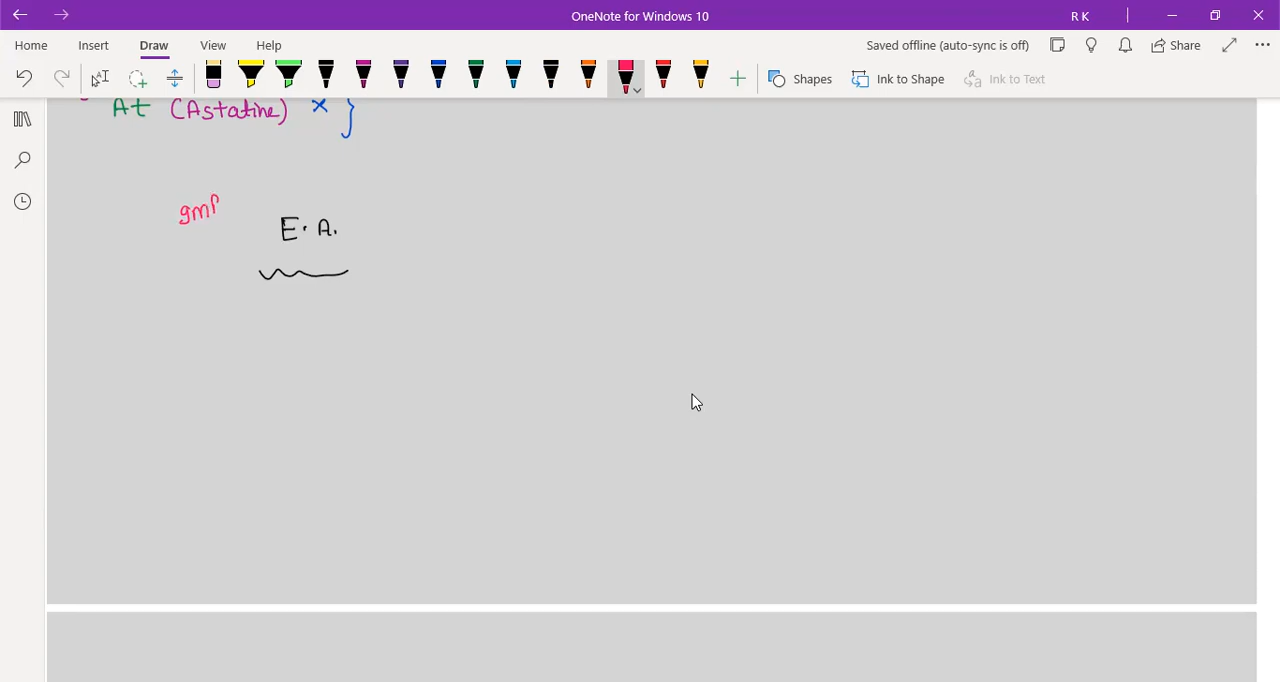 OneNote for Windows 10
R K
Home Insert Draw View Help
Saved offline (auto-sync is off)
Share
Shapes
Ink to Shape
Ink to Text
At (Astatine) x }
gmp
E. A.